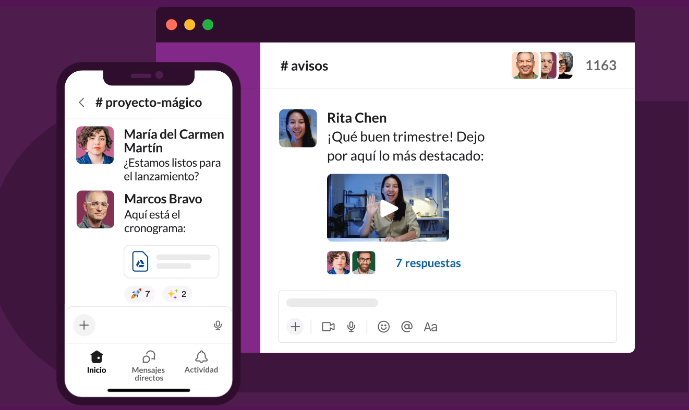 # proyecto-mágico
María del Carmen
Martín
¿Estamos listos para
el lanzamiento?
Marcos Bravo
Aquí está el
cronograma:
7
2
Inicio
Mensajes
directos
Actividad
# avisos
1163
Rita Chen
¡Qué buen trimestre! Dejo
por aquí lo más destacado:
7 respuestas
Aa